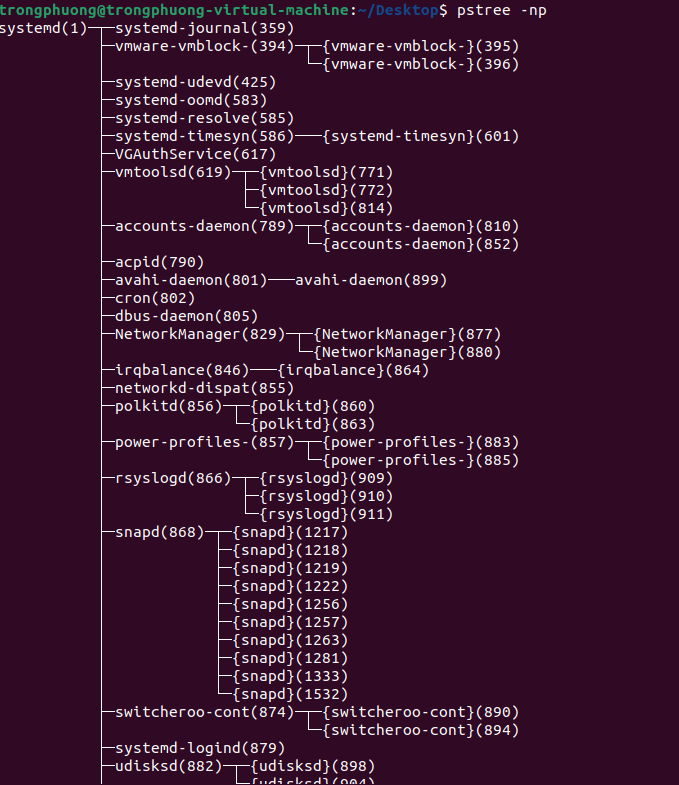 trongphuong@trongphuong-virtual-machine:~/Desktop$ pstree -np
systemd(1)─┬─systemd-journal(359)
           ├─vmware-vmblock-(394)─┬─{vmware-vmblock-}(395)
           │                      └─{vmware-vmblock-}(396)
           ├─systemd-udevd(425)
           ├─systemd-oomd(583)
           ├─systemd-resolve(585)
           ├─systemd-timesyn(586)───{systemd-timesyn}(601)
           ├─VGAuthService(617)
           ├─vmtoolsd(619)─┬─{vmtoolsd}(771)
           │               ├─{vmtoolsd}(772)
           │               └─{vmtoolsd}(814)
           ├─accounts-daemon(789)─┬─{accounts-daemon}(810)
           │                      └─{accounts-daemon}(852)
           ├─acpid(790)
           ├─avahi-daemon(801)───avahi-daemon(899)
           ├─cron(802)
           ├─dbus-daemon(805)
           ├─NetworkManager(829)─┬─{NetworkManager}(877)
           │                     └─{NetworkManager}(880)
           ├─irqbalance(846)───{irqbalance}(864)
           ├─networkd-dispat(855)
           ├─polkitd(856)─┬─{polkitd}(860)
           │              └─{polkitd}(863)
           ├─power-profiles-(857)─┬─{power-profiles-}(883)
           │                      └─{power-profiles-}(885)
           ├─rsyslogd(866)─┬─{rsyslogd}(909)
           │               ├─{rsyslogd}(910)
           │               └─{rsyslogd}(911)
           ├─snapd(868)─┬─{snapd}(1217)
           │            ├─{snapd}(1218)
           │            ├─{snapd}(1219)
           │            ├─{snapd}(1222)
           │            ├─{snapd}(1256)
           │            ├─{snapd}(1257)
           │            ├─{snapd}(1263)
           │            ├─{snapd}(1281)
           │            ├─{snapd}(1333)
           │            └─{snapd}(1532)
           ├─switcheroo-cont(874)─┬─{switcheroo-cont}(890)
           │                      └─{switcheroo-cont}(894)
           ├─systemd-logind(879)
           ├─udisksd(882)─┬─{udisksd}(898)